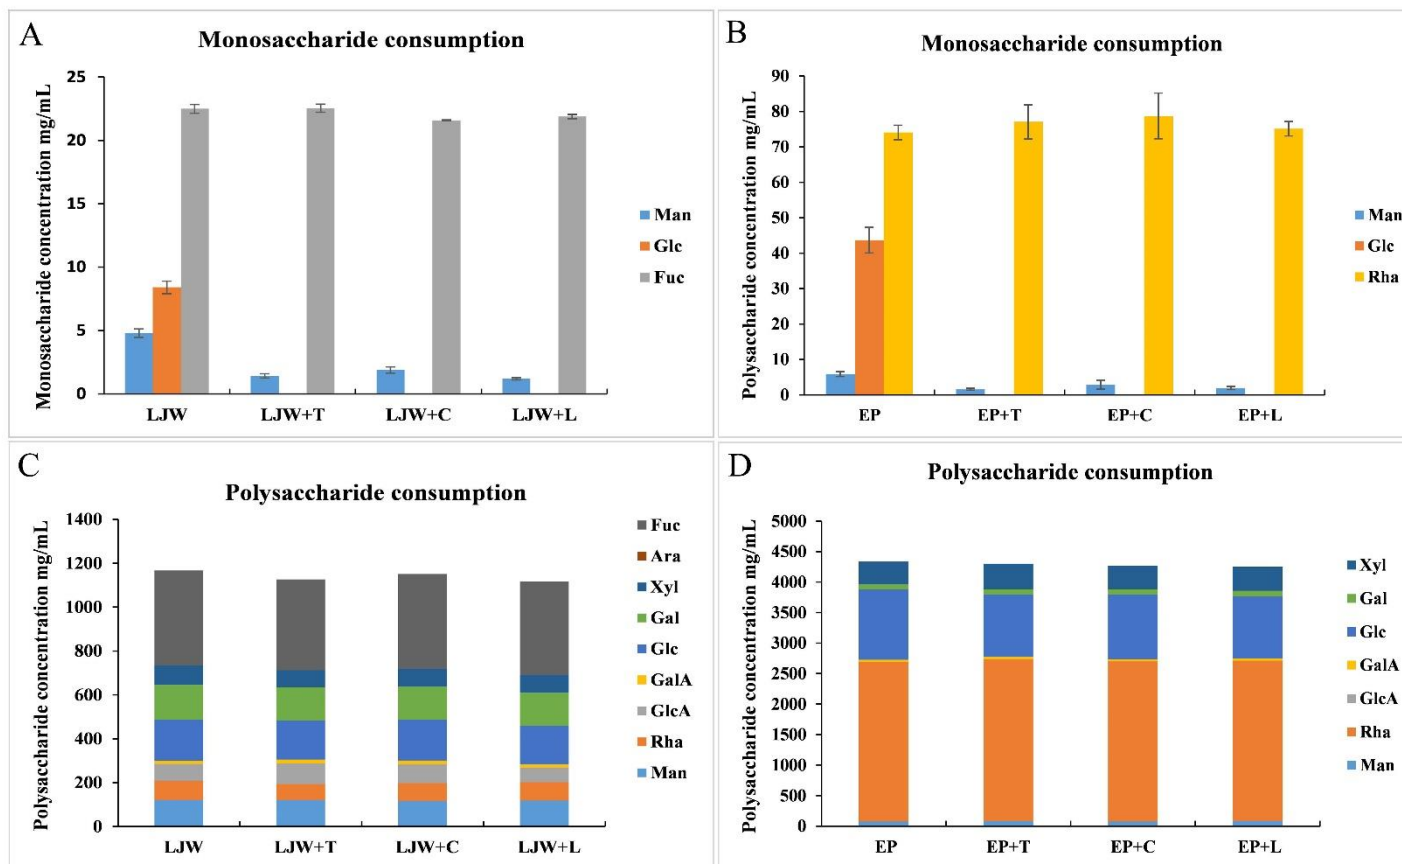 A
Monosaccharide consumption
Monosaccharide concentration mg/mL
25
20
15
10
5
0
LJW
LJW+T
LJW+C
LJW+L
Man
Glc
Fuc
B
Monosaccharide consumption
Polysaccharide concentration mg/mL
90
80
70
60
50
40
30
20
10
0
EP
EP+T
EP+C
EP+L
Man
Glc
Rha
C
Polysaccharide consumption
Polysaccharide concentration mg/mL
1400
1200
1000
800
600
400
200
0
LJW
LJW+T
LJW+C
LJW+L
Fuc
Ara
Xyl
Gal
Glc
GalA
GlcA
Rha
Man
D
Polysaccharide consumption
Polysaccharide concentration mg/mL
5000
4500
4000
3500
3000
2500
2000
1500
1000
500
0
EP
EP+T
EP+C
EP+L
Xyl
Gal
Glc
GalA
GlcA
Rha
Man